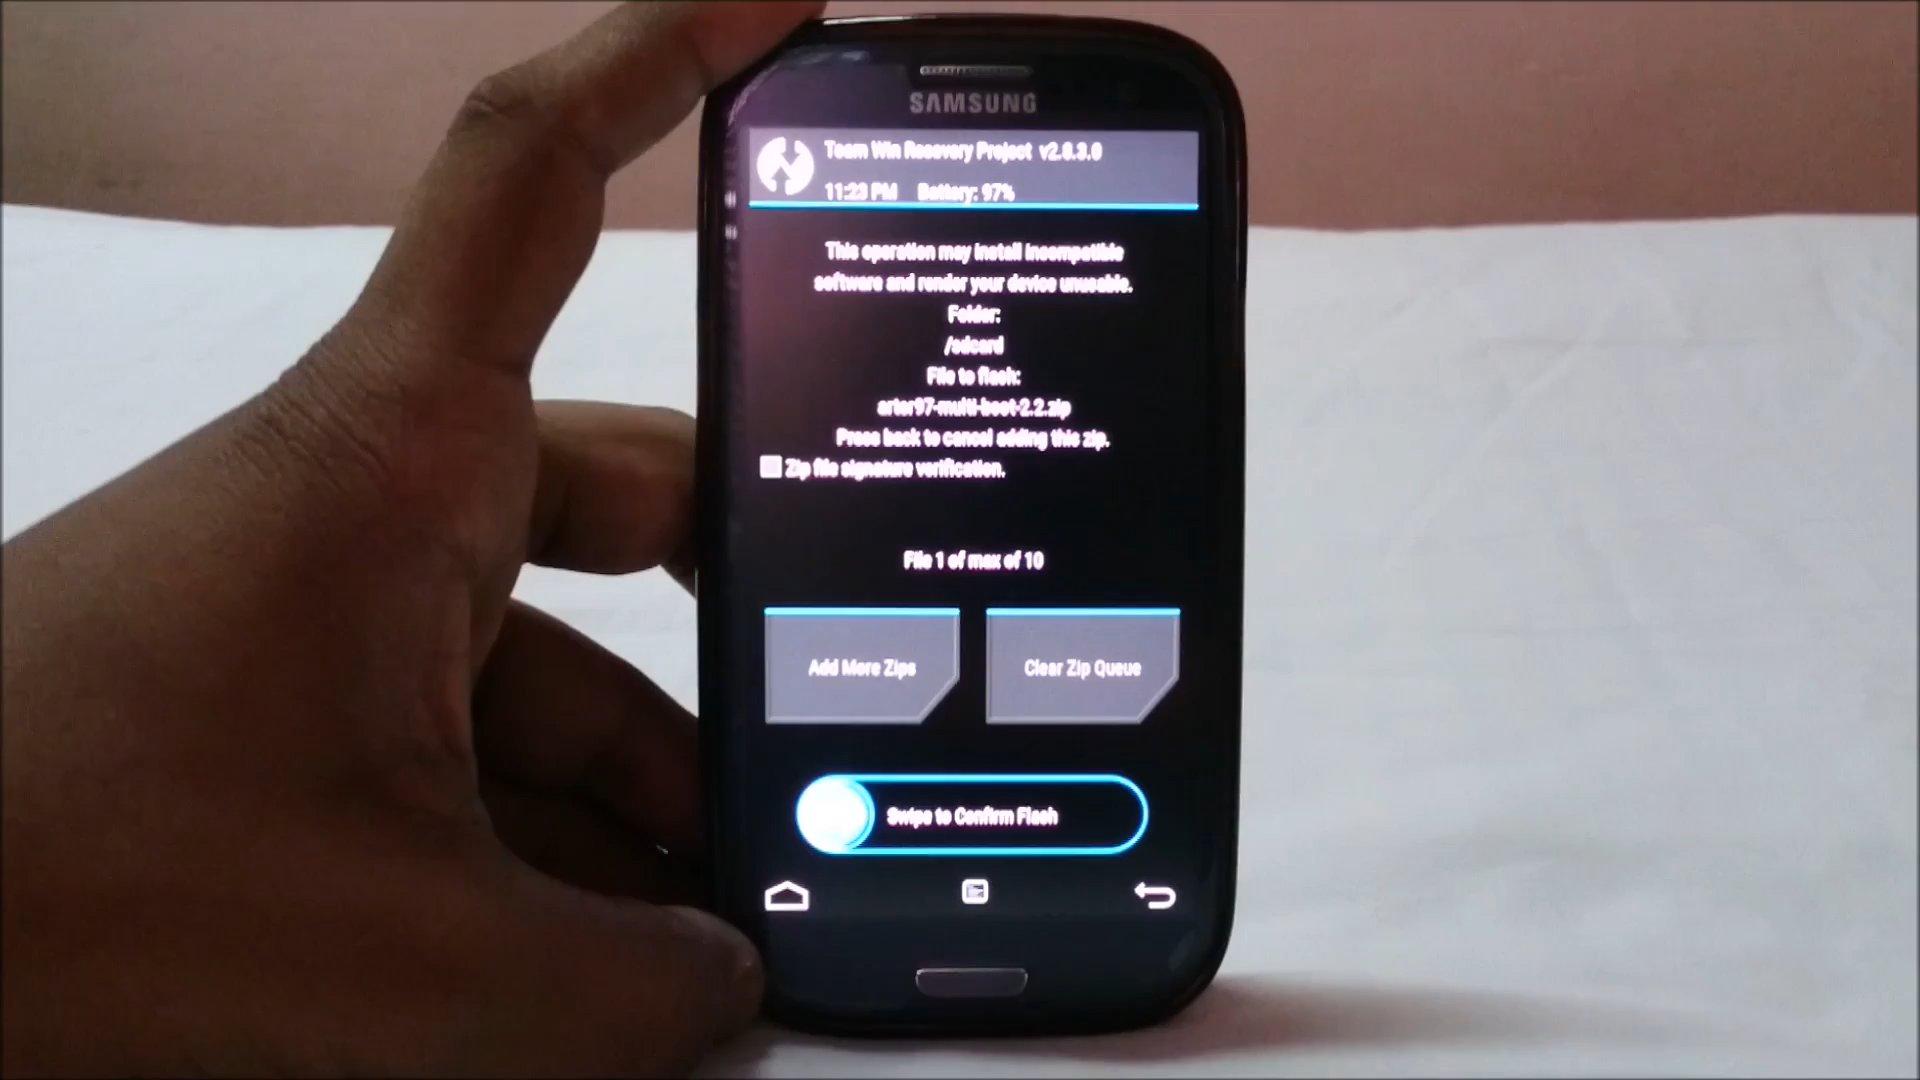 SAMSUNG
Team Win Recovery Project v2.8.3.0
11:23 PM Battery: 97%
This operation may install incompatible
software and render your device unusable.
Folder:
/sdcard
File to flash:
arter97-multi-boot-2.2.zip
Press back to cancel adding this zip.
Zip file signature verification.
File 1 of max of 10
Add More Zips
Clear Zip Queue
Swipe to Confirm Flash